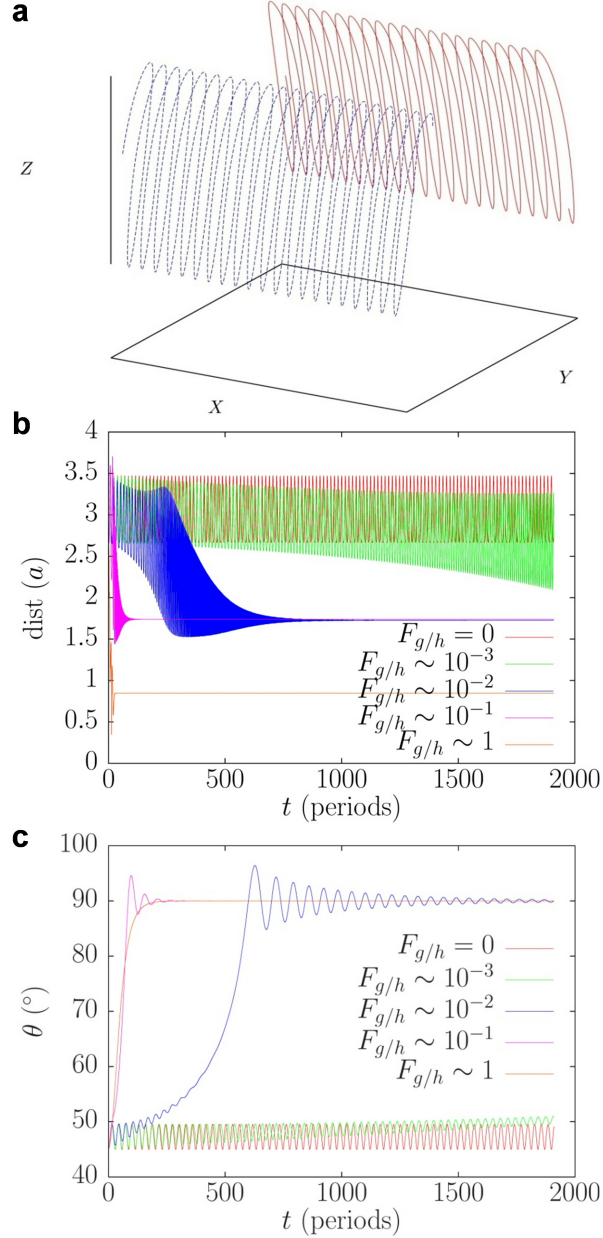 a
Z
Y
X
b
4
3.5
3
2.5
2
1.5
1
0.5
0
dist (a)
F_{g/h} = 0
F_{g/h} ∼ 10^{-3}
F_{g/h} ∼ 10^{-2}
F_{g/h} ∼ 10^{-1}
F_{g/h} ∼ 1
0 500 1000 1500 2000
t (periods)
c
100
90
80
70
60
50
40
θ (°)
F_{g/h} = 0
F_{g/h} ∼ 10^{-3}
F_{g/h} ∼ 10^{-2}
F_{g/h} ∼ 10^{-1}
F_{g/h} ∼ 1
0 500 1000 1500 2000
t (periods)